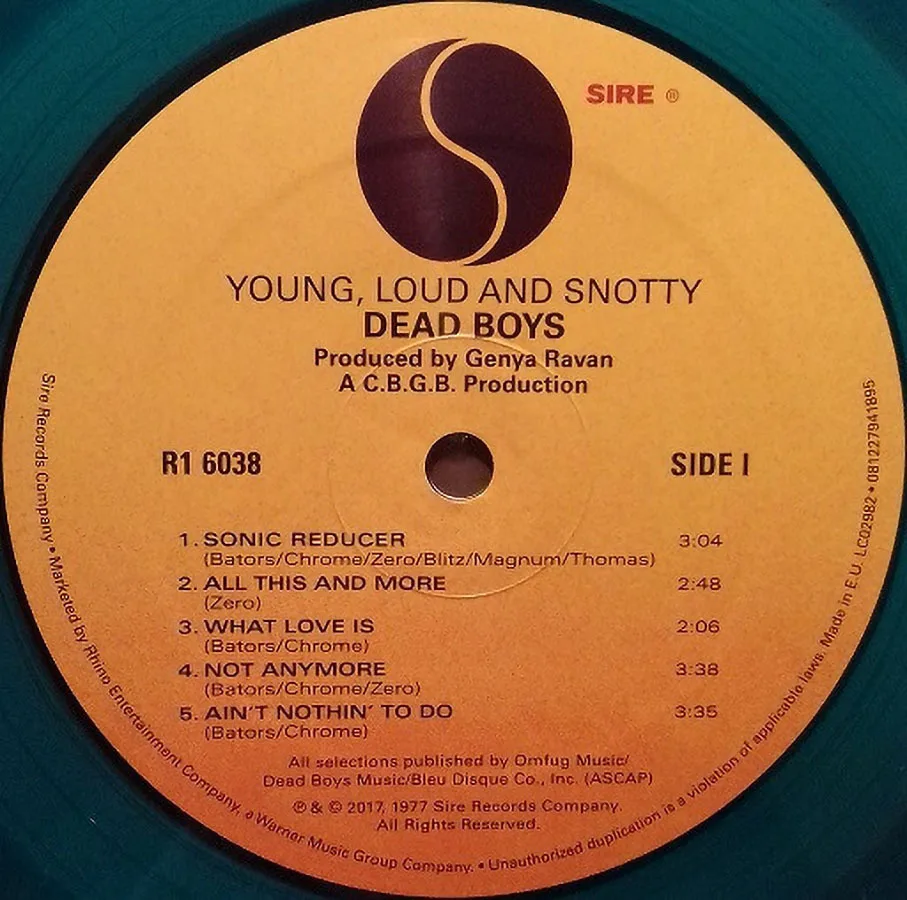 SIRE ®
YOUNG, LOUD AND SNOTTY
DEAD BOYS
Produced by Genya Ravan
A C.B.G.B. Production
R1 6038
SIDE I
1. SONIC REDUCER 3:04
(Bators/Chrome/Zero/Blitz/Magnum/Thomas)
2. ALL THIS AND MORE 2:48
(Zero)
3. WHAT LOVE IS 2:06
(Bators/Chrome)
4. NOT ANYMORE 3:38
(Bators/Chrome/Zero)
5. AIN'T NOTHIN' TO DO 3:35
(Bators/Chrome)
All selections published by Omfug Music/
Dead Boys Music/Bleu Disque Co., Inc. (ASCAP)
℗ & © 2017, 1977 Sire Records Company.
All Rights Reserved.
Sire Records Company • Marketed by Rhino Entertainment Company, a Warner Music Group Company. • Unauthorized duplication is a violation of applicable laws. Made in E.U. LC02982 • 081227941895